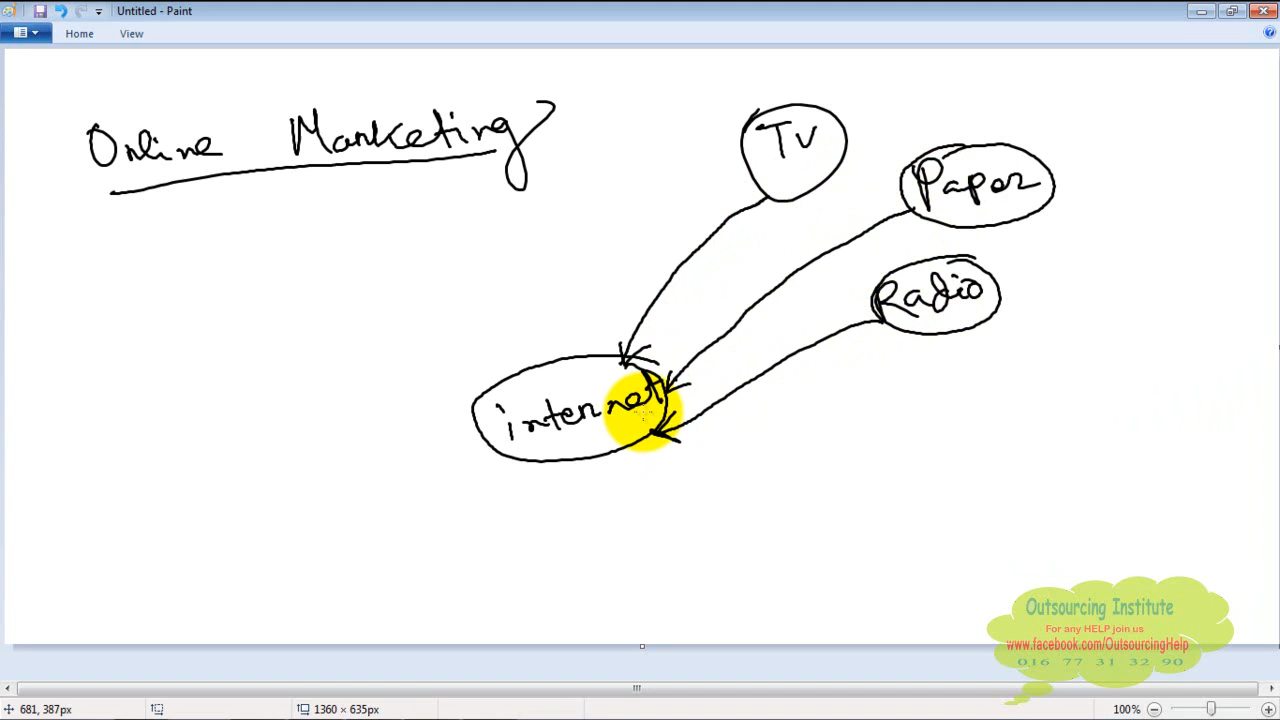 Untitled - Paint
Home View
Online Marketing
TV
Paper
Radio
internet
Outsourcing Institute
For any HELP join us
www.facebook.com/OutsourcingHelp
016 77 31 32 90
681, 387px
1360 × 635px
100%